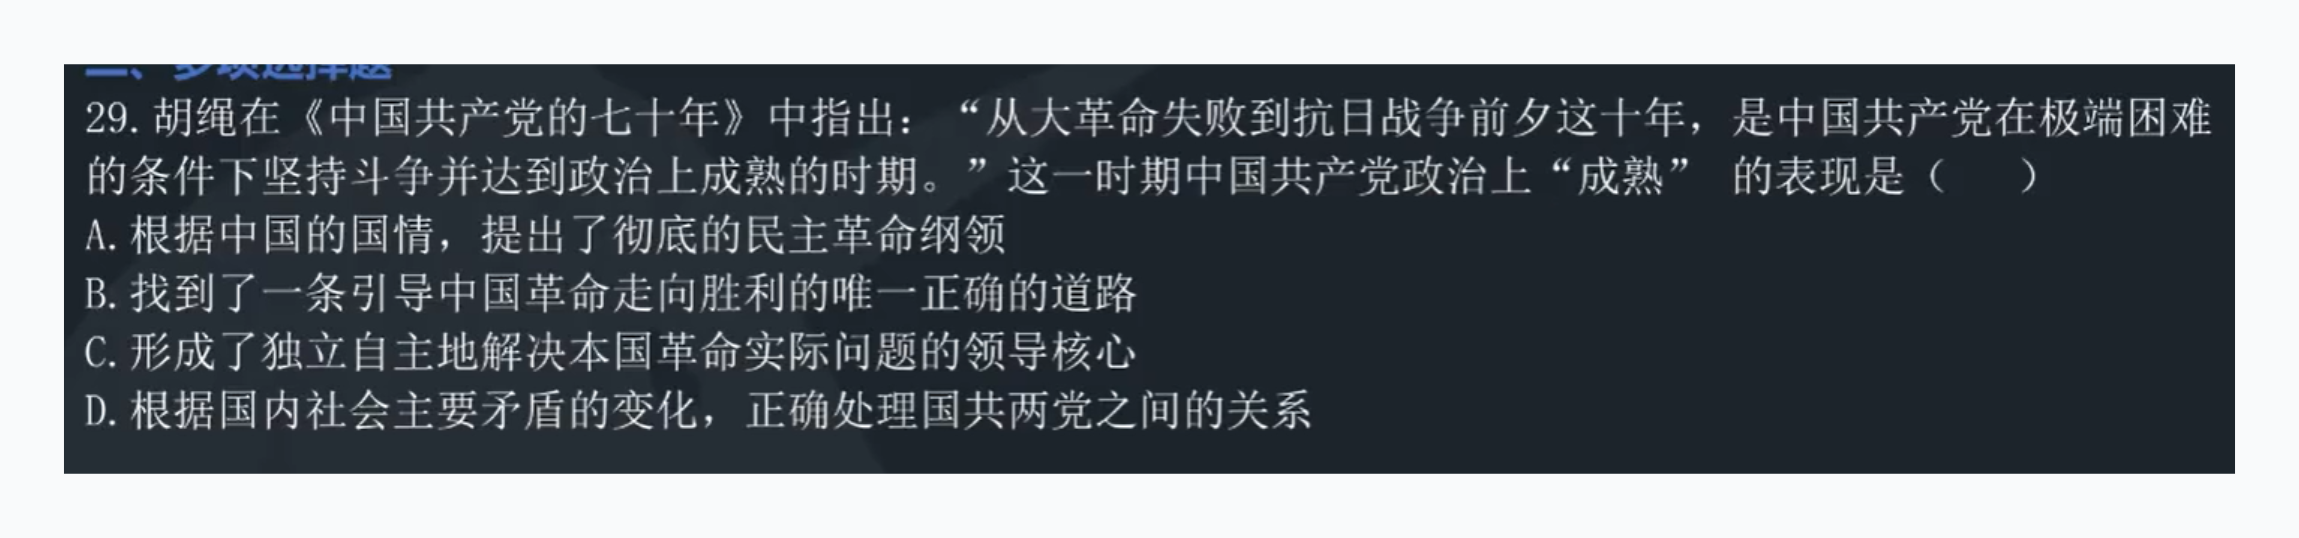 二、多项选择题
29.胡绳在《中国共产党的七十年》中指出：“从大革命失败到抗日战争前夕这十年，是中国共产党在极端困难
的条件下坚持斗争并达到政治上成熟的时期。”这一时期中国共产党政治上“成熟” 的表现是（ ）
A.根据中国的国情，提出了彻底的民主革命纲领
B.找到了一条引导中国革命走向胜利的唯一正确的道路
C.形成了独立自主地解决本国革命实际问题的领导核心
D.根据国内社会主要矛盾的变化，正确处理国共两党之间的关系